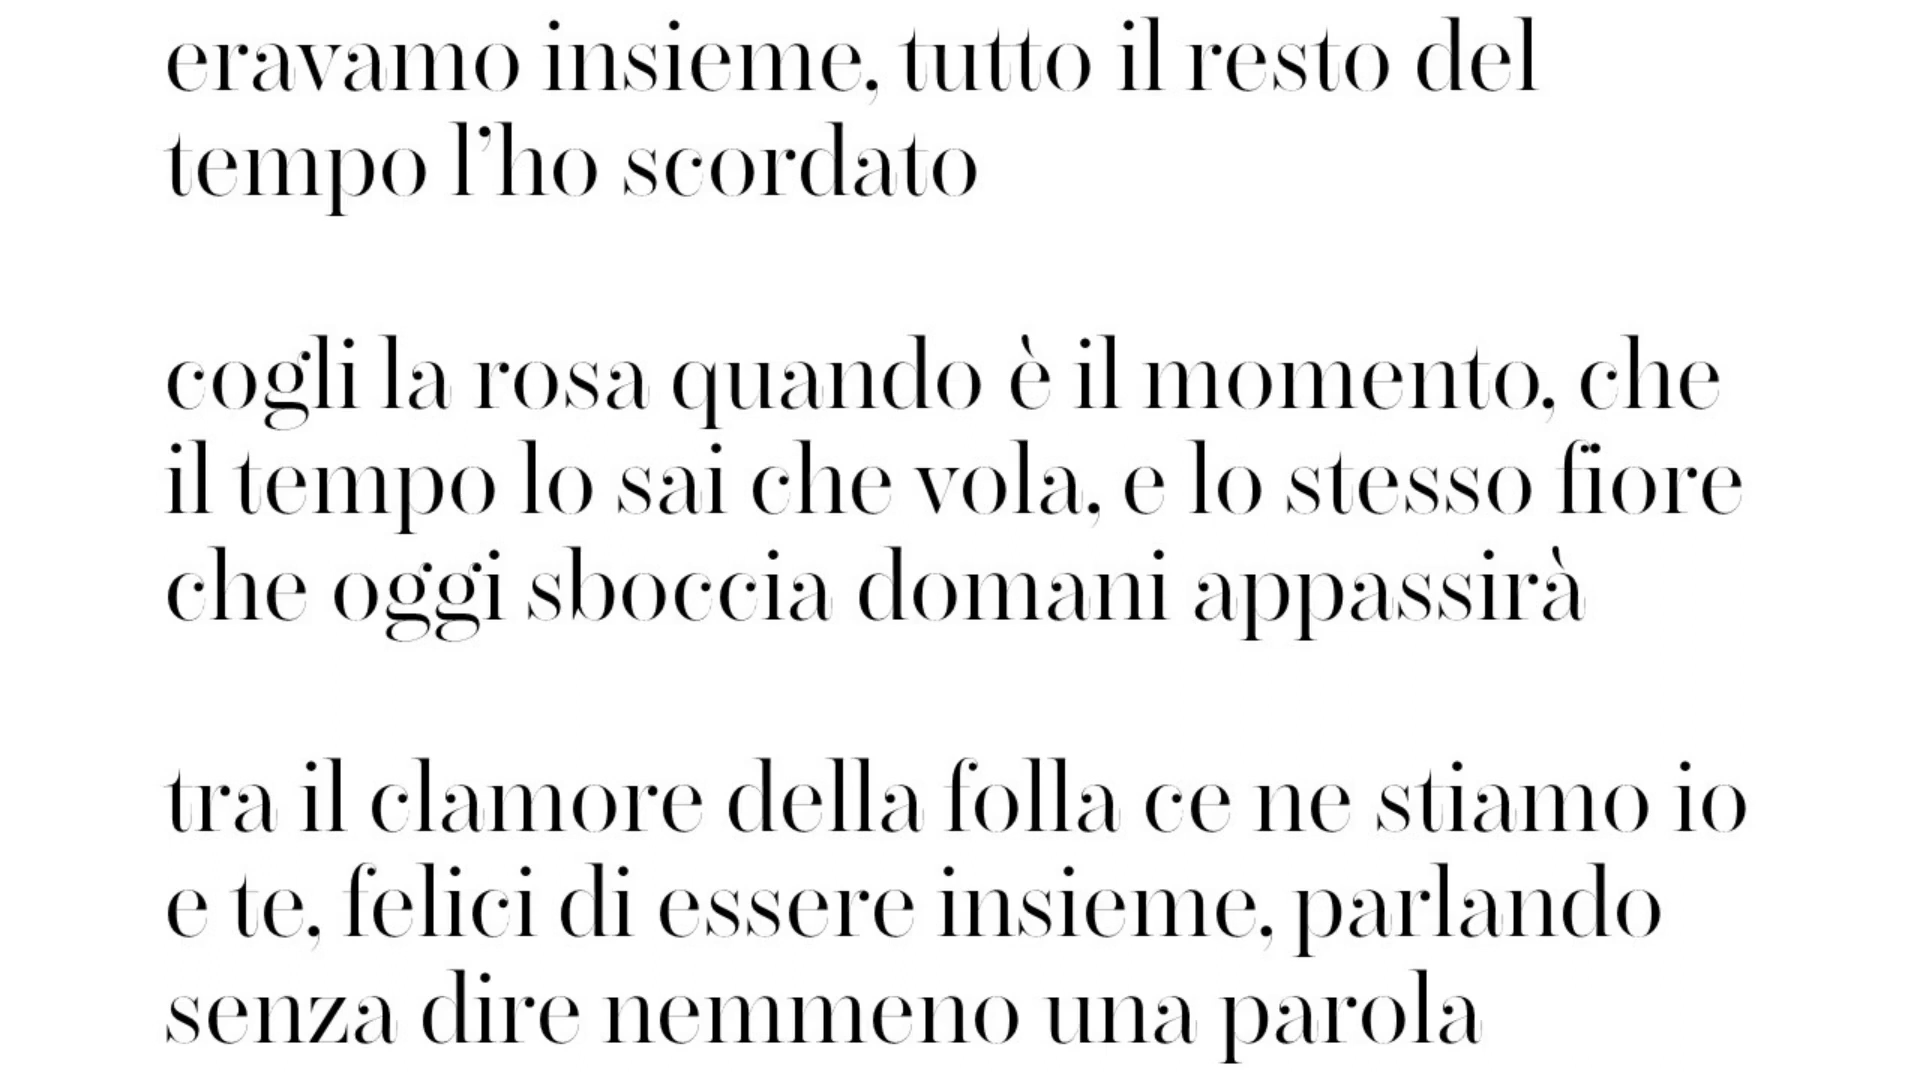 eravamo insieme, tutto il resto del
tempo l’ho scordato
cogli la rosa quando è il momento, che
il tempo lo sai che vola, e lo stesso fiore
che oggi sboccia domani appassirà
tra il clamore della folla ce ne stiamo io
e te, felici di essere insieme, parlando
senza dire nemmeno una parola